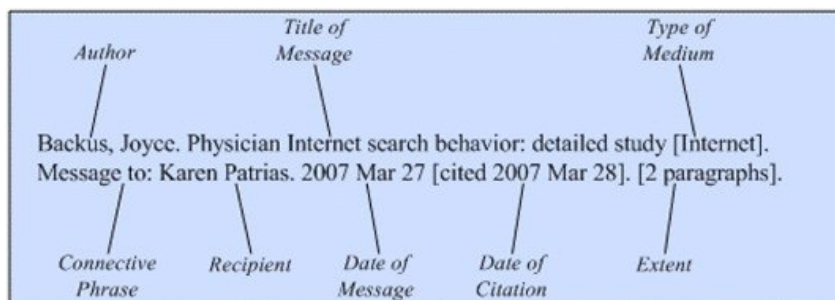 Title of Type of
Author Message Medium
Backus, Joyce. Physician Internet search behavior: detailed study [Internet].
Message to: Karen Patrias. 2007 Mar 27 [cited 2007 Mar 28]. [2 paragraphs].
Connective Recipient Date of Date of Extent
Phrase Message Citation